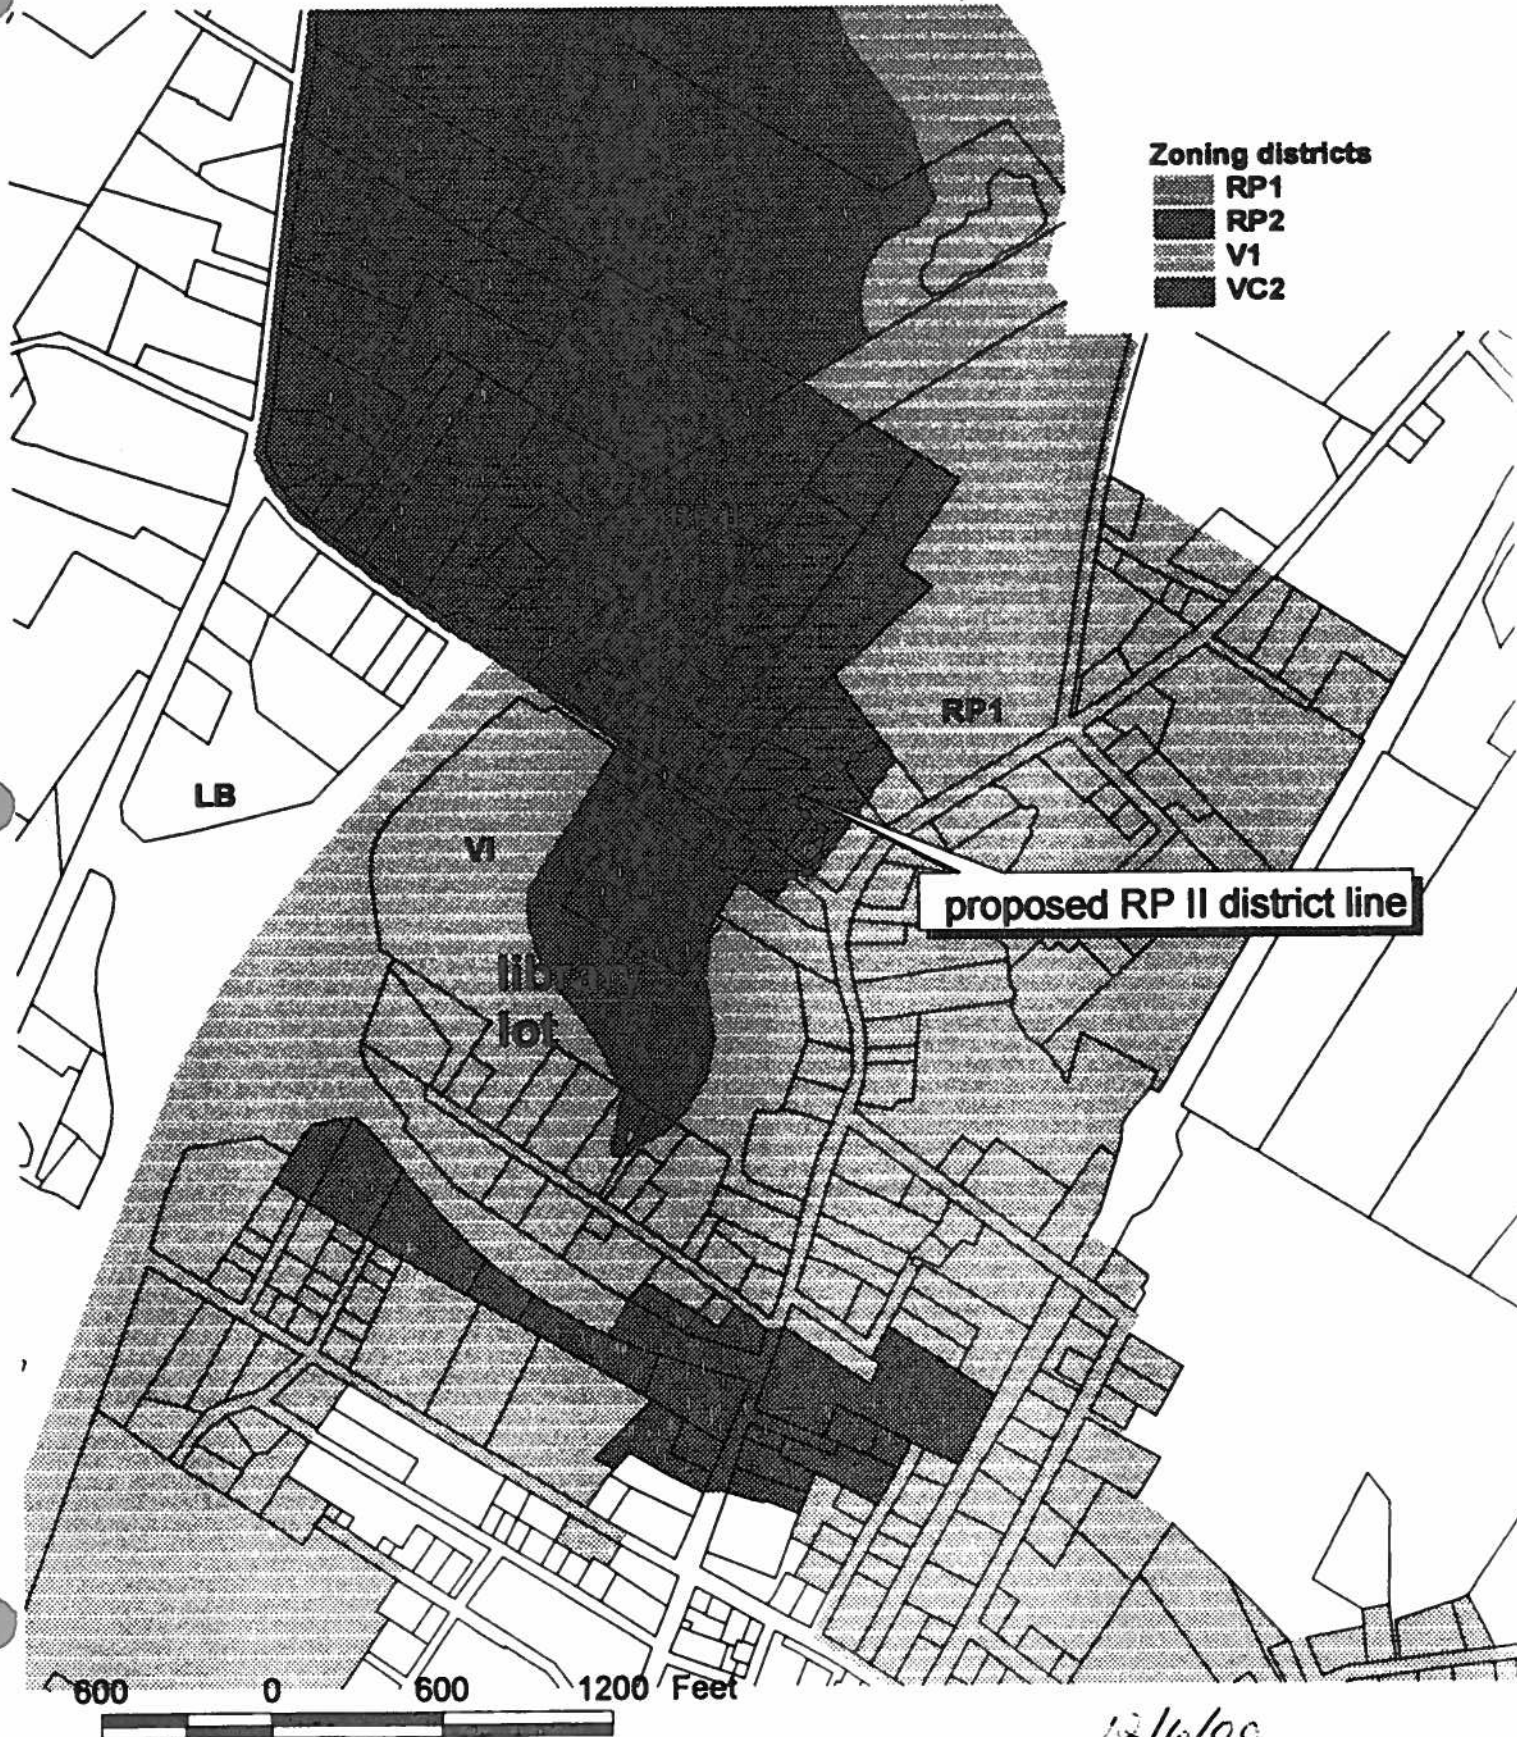 Zoning districts
RP1
RP2
V1
VC2
RP1
LB
VI
proposed RP II district line
library
lot
600 0 600 1200 Feet